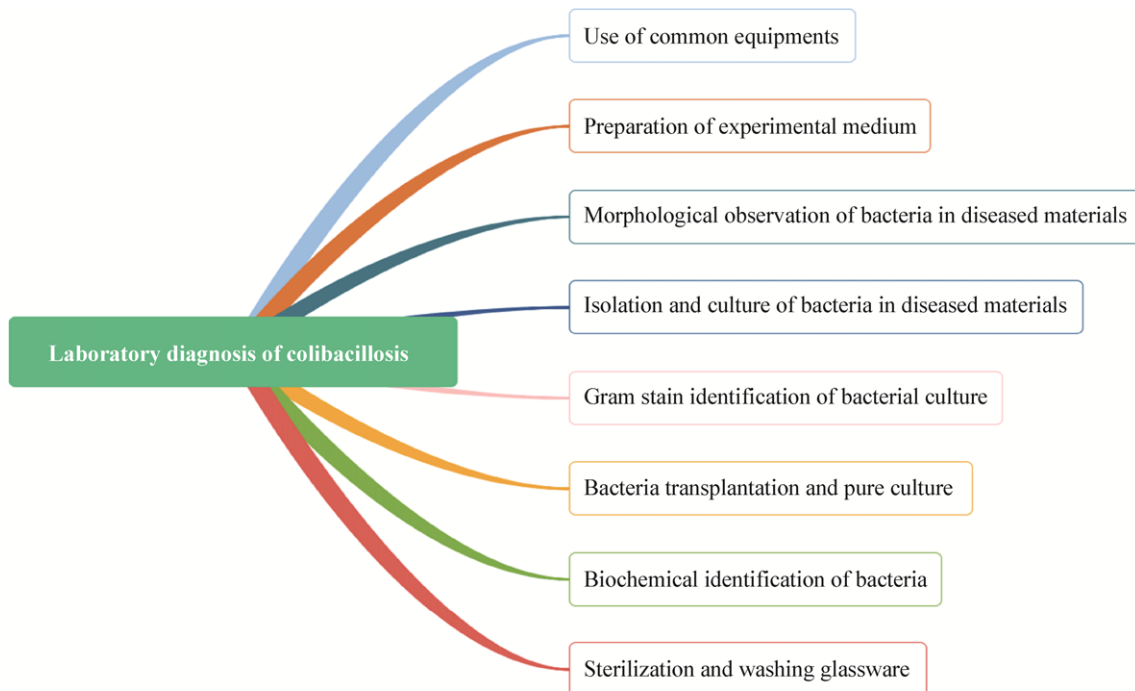 Use of common equipments
Preparation of experimental medium
Morphological observation of bacteria in diseased materials
Isolation and culture of bacteria in diseased materials
Laboratory diagnosis of colibacillosis
Gram stain identification of bacterial culture
Bacteria transplantation and pure culture
Biochemical identification of bacteria
Sterilization and washing glassware